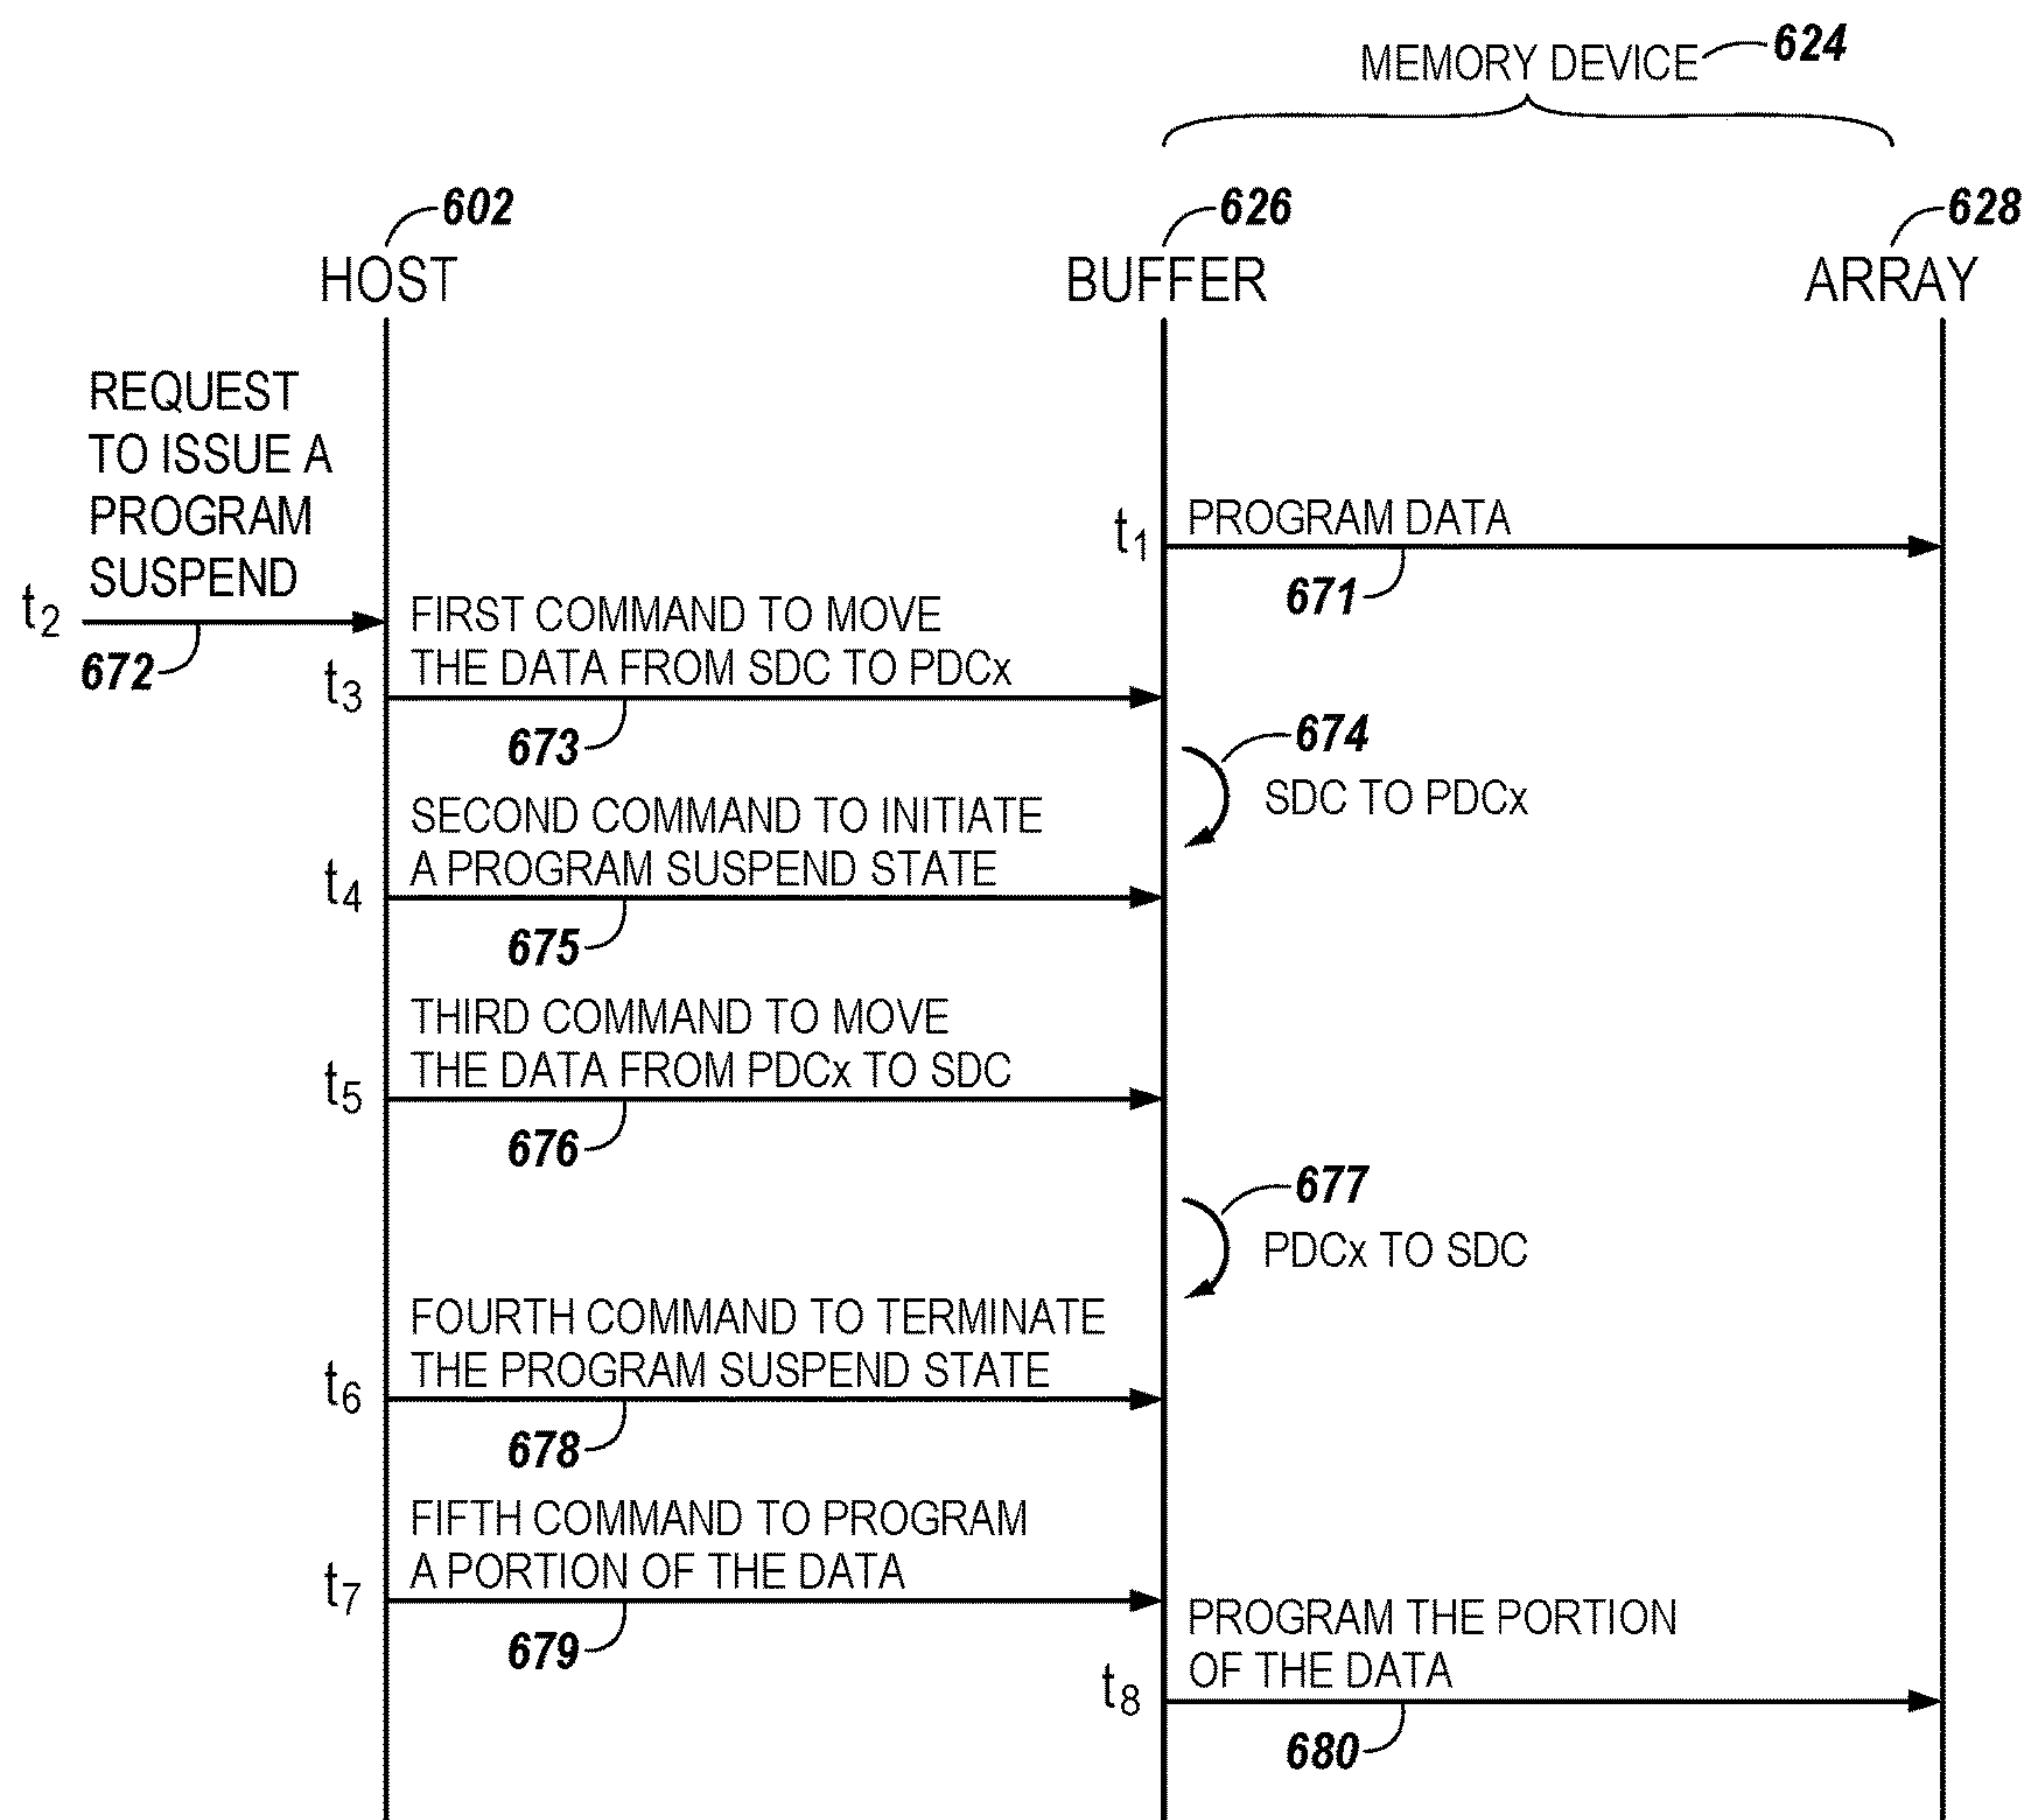 MEMORY DEVICE 624
602
626
628
HOST
BUFFER
ARRAY
REQUEST
TO ISSUE A
PROGRAM
SUSPEND
t2
672
t1
PROGRAM DATA
671
FIRST COMMAND TO MOVE
THE DATA FROM SDC TO PDCx
t3
673
674
SDC TO PDCx
SECOND COMMAND TO INITIATE
A PROGRAM SUSPEND STATE
t4
675
THIRD COMMAND TO MOVE
THE DATA FROM PDCx TO SDC
t5
676
677
PDCx TO SDC
FOURTH COMMAND TO TERMINATE
THE PROGRAM SUSPEND STATE
t6
678
FIFTH COMMAND TO PROGRAM
A PORTION OF THE DATA
t7
679
PROGRAM THE PORTION
OF THE DATA
t8
680